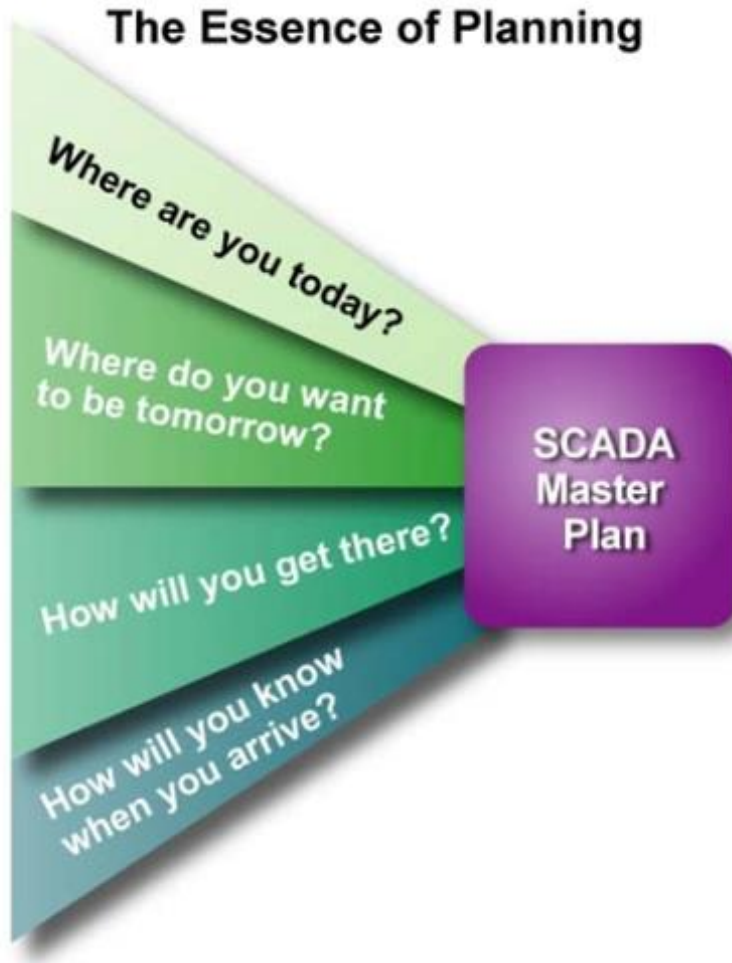 The Essence of Planning
Where are you today?
Where do you want
to be tomorrow?
How will you get there?
How will you know
when you arrive?
SCADA
Master
Plan